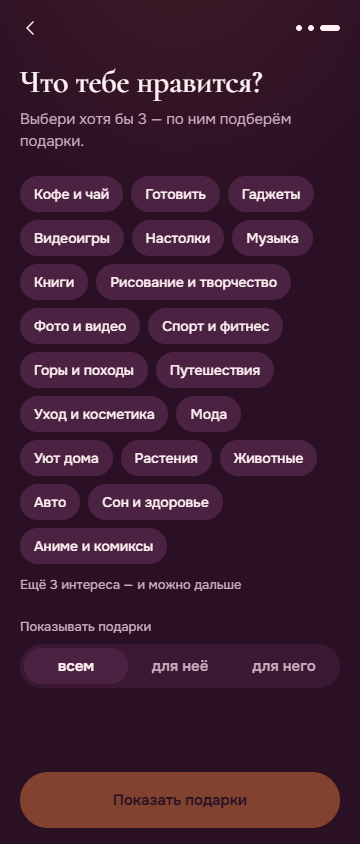 Что тебе нравится?
Выбери хотя бы 3 — по ним подберём
подарки.
Кофе и чай Готовить Гаджеты
Видеоигры Настолки Музыка
Книги Рисование и творчество
Фото и видео Спорт и фитнес
Горы и походы Путешествия
Уход и косметика Мода
Уют дома Растения Животные
Авто Сон и здоровье
Аниме и комиксы
Ещё 3 интереса — и можно дальше
Показывать подарки
всем для неё для него
Показать подарки